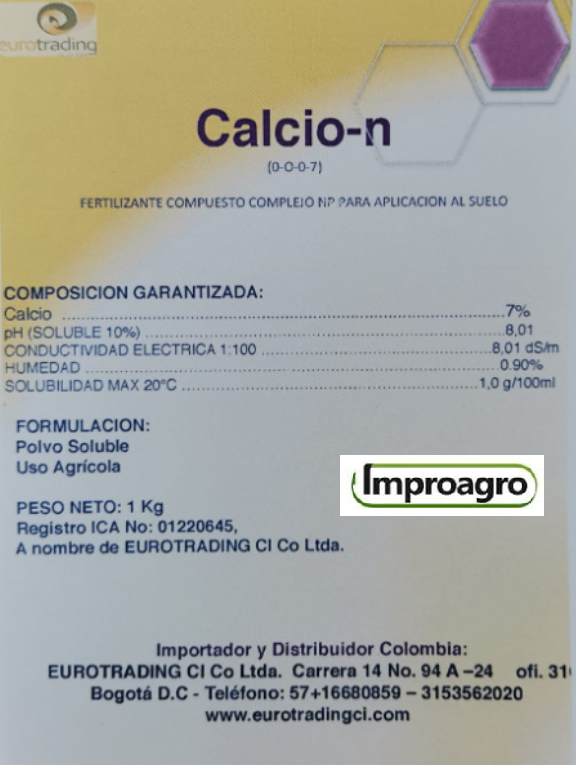 eurotrading
Calcio-n
(0-0-0-7)
FERTILIZANTE COMPUESTO COMPLEJO NP PARA APLICACION AL SUELO
COMPOSICION GARANTIZADA:
Calcio ........................................................................7%
pH (SOLUBLE 10%) ..........................................................8,01
CONDUCTIVIDAD ELECTRICA 1:100 ........................................8,01 dS/m
HUMEDAD ......................................................................0.90%
SOLUBILIDAD MAX 20°C ..................................................1,0 g/100ml
FORMULACION:
Polvo Soluble
Uso Agrícola
Improagro
PESO NETO: 1 Kg
Registro ICA No: 01220645,
A nombre de EUROTRADING CI Co Ltda.
Importador y Distribuidor Colombia:
EUROTRADING CI Co Ltda. Carrera 14 No. 94 A –24 ofi. 31
Bogotá D.C - Teléfono: 57+16680859 – 3153562020
www.eurotradingci.com